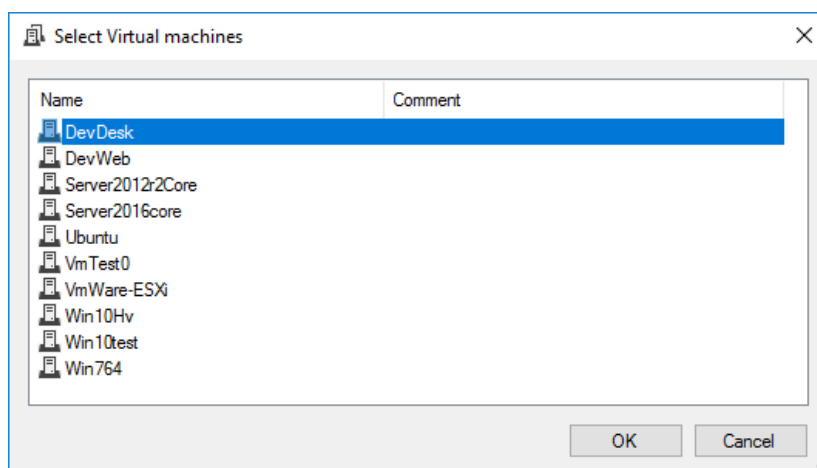 Select Virtual machines
Name Comment
DevDesk
DevWeb
Server2012r2Core
Server2016core
Ubuntu
VmTest0
VmWare-ESXi
Win10Hv
Win10test
Win764
OK Cancel